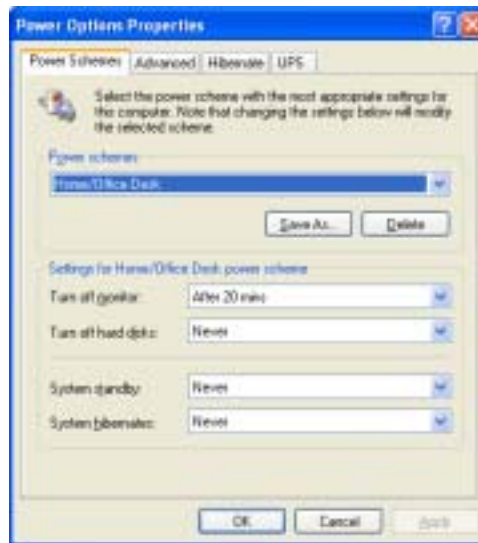 Power Options Properties
Power Schemes Advanced Hibernate UPS
Select the power scheme with the most appropriate settings for
this computer. Note that changing the settings below will modify
the selected scheme.
Power schemes
Home/Office Desk
Save As... Delete
Settings for Home/Office Desk power scheme
Turn off monitor: After 20 mins
Turn off hard disks: Never
System standby: Never
System hibernates: Never
OK Cancel Apply